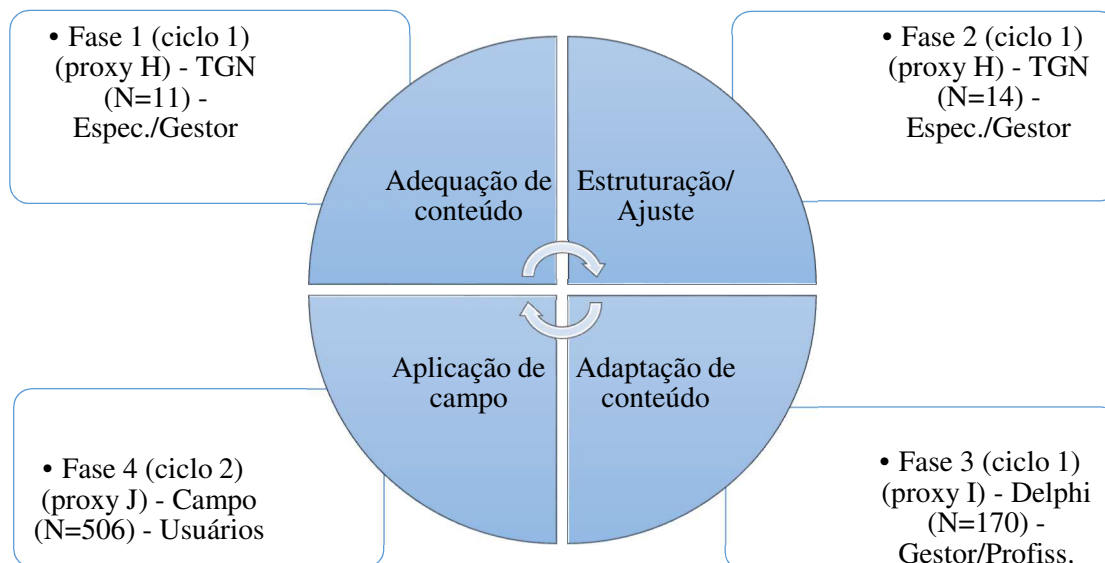 • Fase 1 (ciclo 1)
(proxy H) - TGN
(N=11) -
Espec./Gestor
• Fase 2 (ciclo 1)
(proxy H) - TGN
(N=14) -
Espec./Gestor
Adequação de
conteúdo
Estruturação/
Ajuste
Aplicação de
campo
Adaptação de
conteúdo
• Fase 4 (ciclo 2)
(proxy J) - Campo
(N=506) - Usuários
• Fase 3 (ciclo 1)
(proxy I) - Delphi
(N=170) -
Gestor/Profiss.